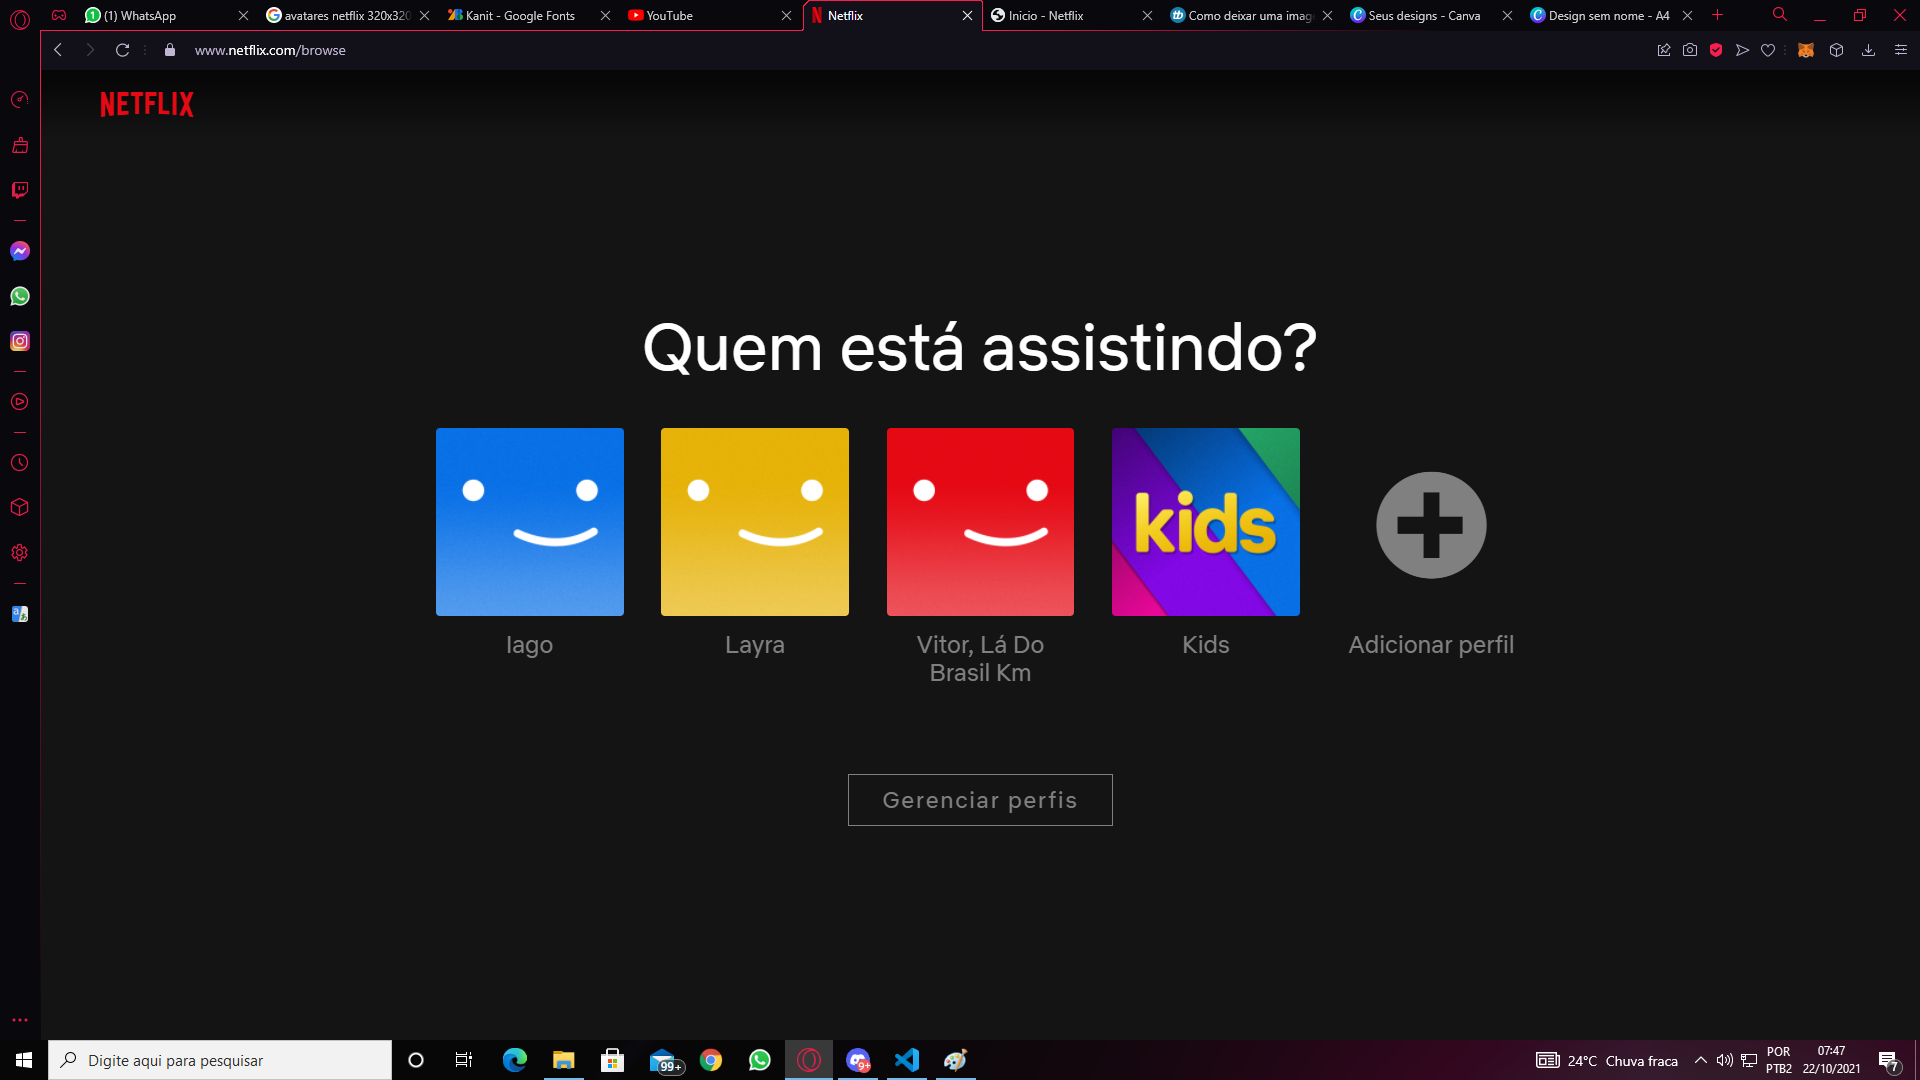 (1) WhatsApp
avatares netflix 320x320
Kanit - Google Fonts
YouTube
Netflix
Inicio - Netflix
Como deixar uma imag
Seus designs - Canva
Design sem nome - A4
www.netflix.com/browse
NETFLIX
Quem está assistindo?
kids
Iago
Layra
Vitor, Lá Do
Brasil Km
Kids
Adicionar perfil
Gerenciar perfis
Digite aqui para pesquisar
99+
9+
24°C Chuva fraca
POR
PTB2
07:47
22/10/2021
7